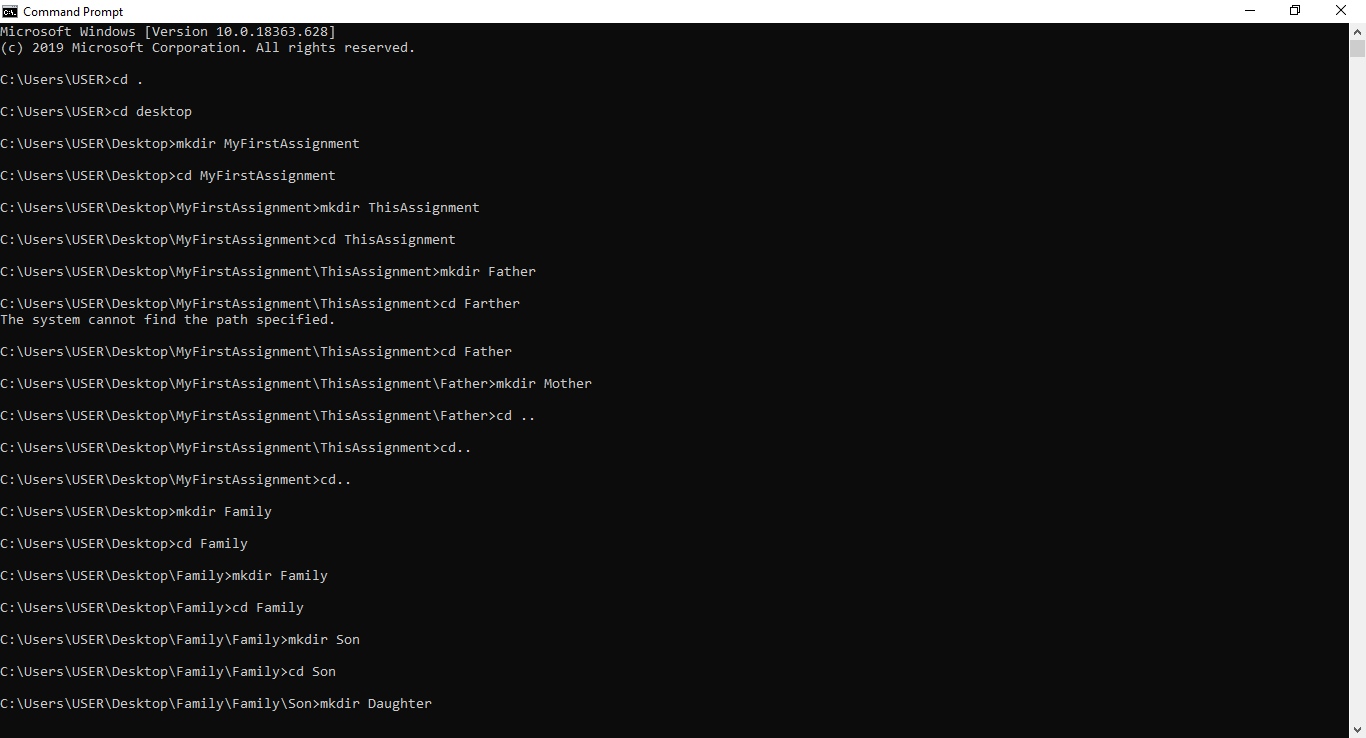 Command Prompt
Microsoft Windows [Version 10.0.18363.628]
(c) 2019 Microsoft Corporation. All rights reserved.
C:\Users\USER>cd .
C:\Users\USER>cd desktop
C:\Users\USER\Desktop>mkdir MyFirstAssignment
C:\Users\USER\Desktop>cd MyFirstAssignment
C:\Users\USER\Desktop\MyFirstAssignment>mkdir ThisAssignment
C:\Users\USER\Desktop\MyFirstAssignment>cd ThisAssignment
C:\Users\USER\Desktop\MyFirstAssignment\ThisAssignment>mkdir Father
C:\Users\USER\Desktop\MyFirstAssignment\ThisAssignment>cd Farther
The system cannot find the path specified.
C:\Users\USER\Desktop\MyFirstAssignment\ThisAssignment>cd Father
C:\Users\USER\Desktop\MyFirstAssignment\ThisAssignment\Father>mkdir Mother
C:\Users\USER\Desktop\MyFirstAssignment\ThisAssignment\Father>cd ..
C:\Users\USER\Desktop\MyFirstAssignment\ThisAssignment>cd..
C:\Users\USER\Desktop\MyFirstAssignment>cd..
C:\Users\USER\Desktop>mkdir Family
C:\Users\USER\Desktop>cd Family
C:\Users\USER\Desktop\Family>mkdir Family
C:\Users\USER\Desktop\Family>cd Family
C:\Users\USER\Desktop\Family\Family>mkdir Son
C:\Users\USER\Desktop\Family\Family>cd Son
C:\Users\USER\Desktop\Family\Family\Son>mkdir Daughter